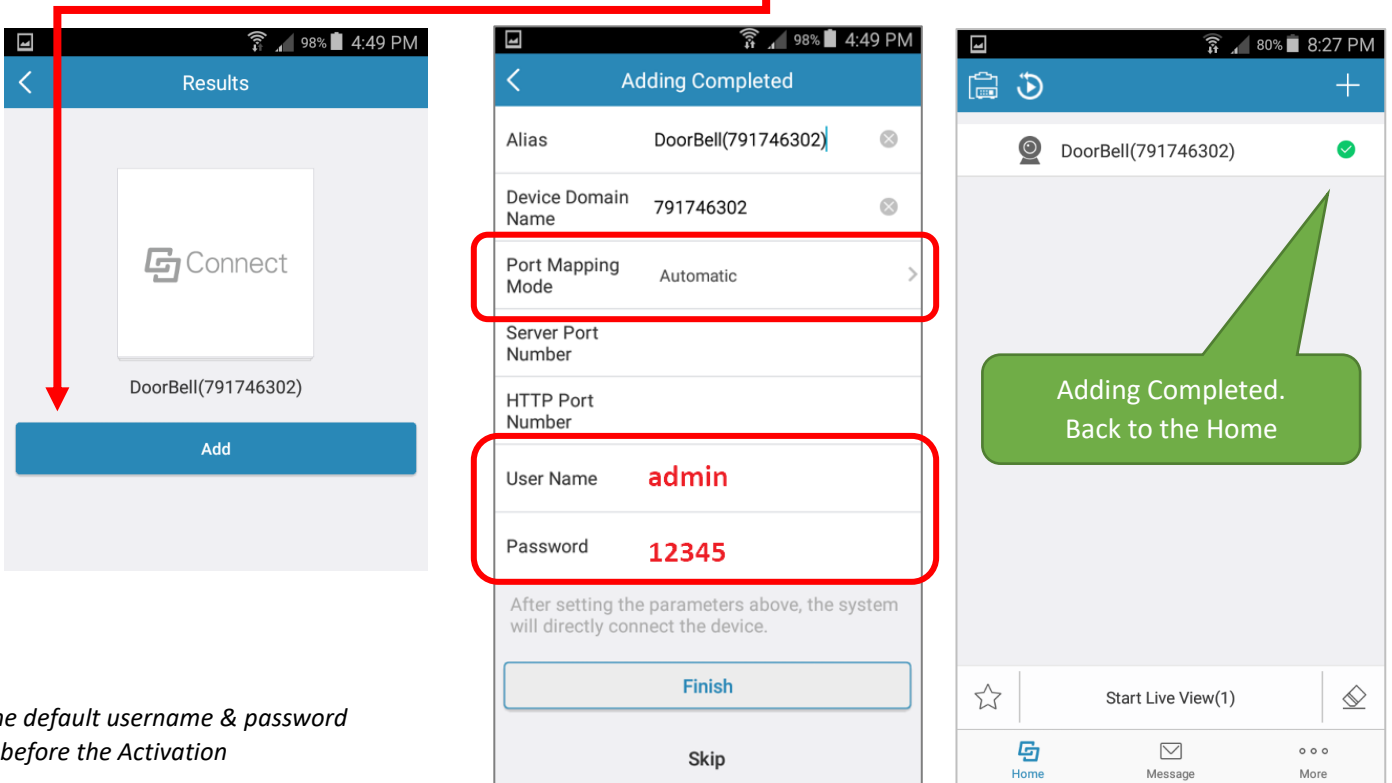 98% 4:49 PM
Results
Connect
DoorBell(791746302)
Add
he default username & password
before the Activation
98% 4:49 PM
Adding Completed
Alias DoorBell(791746302)
Device Domain
Name
791746302
Port Mapping
Mode
Automatic
Server Port
Number
HTTP Port
Number
User Name admin
Password 12345
After setting the parameters above, the system
will directly connect the device.
Finish
Skip
80% 8:27 PM
DoorBell(791746302)
Adding Completed.
Back to the Home
Start Live View(1)
Home Message More